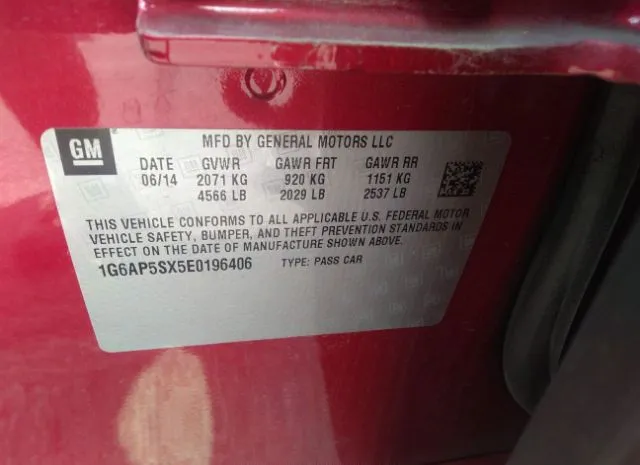 GM
MFD BY GENERAL MOTORS LLC
DATE GVWR GAWR FRT GAWR RR
06/14 2071 KG 920 KG 1151 KG
4566 LB 2029 LB 2537 LB
THIS VEHICLE CONFORMS TO ALL APPLICABLE U.S. FEDERAL MOTOR
VEHICLE SAFETY, BUMPER, AND THEFT PREVENTION STANDARDS IN
EFFECT ON THE DATE OF MANUFACTURE SHOWN ABOVE.
1G6AP5SX5E0196406 TYPE: PASS CAR